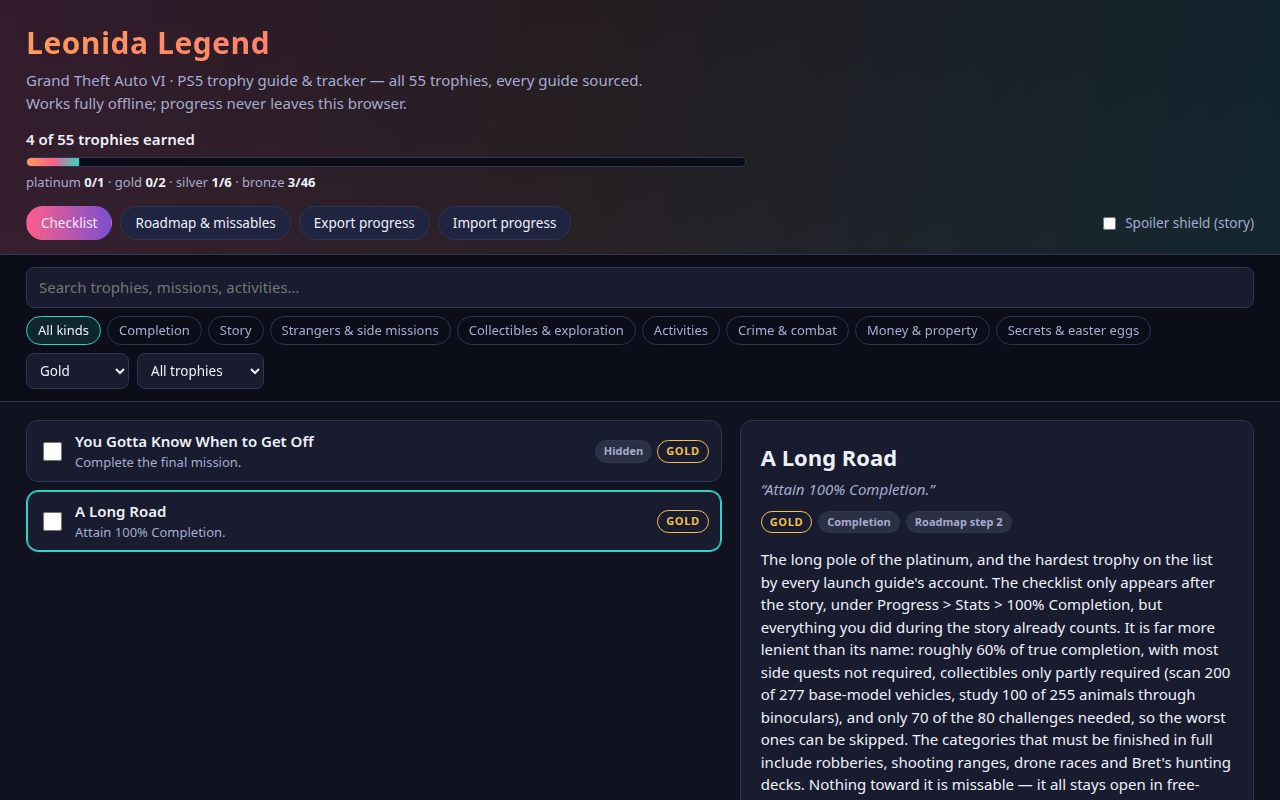 Leonida Legend
Grand Theft Auto VI · PS5 trophy guide & tracker — all 55 trophies, every guide sourced.
Works fully offline; progress never leaves this browser.
4 of 55 trophies earned
platinum 0/1 · gold 0/2 · silver 1/6 · bronze 3/46
Checklist
Roadmap & missables
Export progress
Import progress
Spoiler shield (story)
Search trophies, missions, activities…
All kinds
Completion
Story
Strangers & side missions
Collectibles & exploration
Activities
Crime & combat
Money & property
Secrets & easter eggs
Gold
All trophies
You Gotta Know When to Get Off
Complete the final mission.
Hidden
GOLD
A Long Road
Attain 100% Completion.
GOLD
A Long Road
“Attain 100% Completion.”
GOLD
Completion
Roadmap step 2
The long pole of the platinum, and the hardest trophy on the list
by every launch guide's account. The checklist only appears after
the story, under Progress > Stats > 100% Completion, but
everything you did during the story already counts. It is far more
lenient than its name: roughly 60% of true completion, with most
side quests not required, collectibles only partly required (scan 200
of 277 base-model vehicles, study 100 of 255 animals through
binoculars), and only 70 of the 80 challenges needed, so the worst
ones can be skipped. The categories that must be finished in full
include robberies, shooting ranges, drone races and Bret's hunting
decks. Nothing toward it is missable — it all stays open in free-